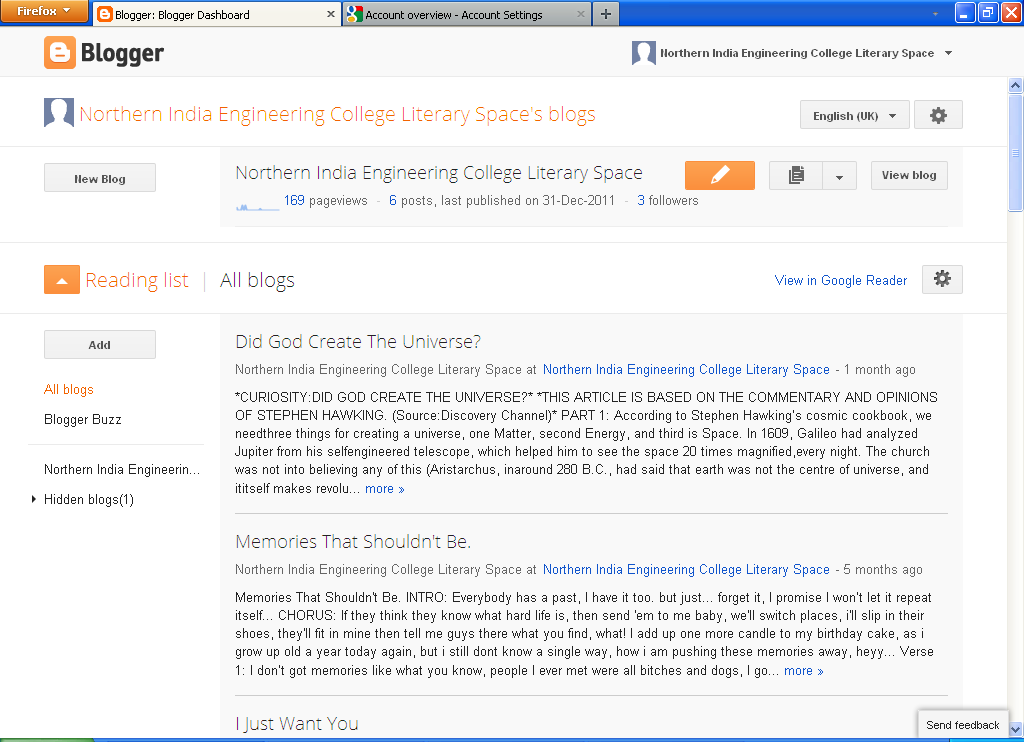 Firefox
Blogger: Blogger Dashboard
Account overview - Account Settings
Blogger
Northern India Engineering College Literary Space
Northern India Engineering College Literary Space's blogs
English (UK)
New Blog
Northern India Engineering College Literary Space
View blog
169 pageviews - 6 posts, last published on 31-Dec-2011 - 3 followers
Reading list | All blogs
View in Google Reader
Add
All blogs
Blogger Buzz
Northern India Engineerin...
Hidden blogs(1)
Did God Create The Universe?
Northern India Engineering College Literary Space at Northern India Engineering College Literary Space - 1 month ago
*CURIOSITY:DID GOD CREATE THE UNIVERSE?* *THIS ARTICLE IS BASED ON THE COMMENTARY AND OPINIONS
OF STEPHEN HAWKING. (Source:Discovery Channel)* PART 1: According to Stephen Hawking's cosmic cookbook, we
needthree things for creating a universe, one Matter, second Energy, and third is Space. In 1609, Galileo had analyzed
Jupiter from his selfengineered telescope, which helped him to see the space 20 times magnified,every night. The church
was not into believing any of this (Aristarchus, inaround 280 B.C., had said that earth was not the centre of universe, and
ititself makes revolu... more »
Memories That Shouldn't Be.
Northern India Engineering College Literary Space at Northern India Engineering College Literary Space - 5 months ago
Memories That Shouldn't Be. INTRO: Everybody has a past, I have it too. but just... forget it, I promise I won't let it repeat
itself... CHORUS: If they think they know what hard life is, then send 'em to me baby, we'll switch places, i'll slip in their
shoes, they'll fit in mine then tell me guys there what you find, what! I add up one more candle to my birthday cake, as i
grow up old a year today again, but i still dont know a single way, how i am pushing these memories away, heyy... Verse
1: I don't got memories like what you know, people I ever met were all bitches and dogs, I go... more »
I Just Want You
Send feedback